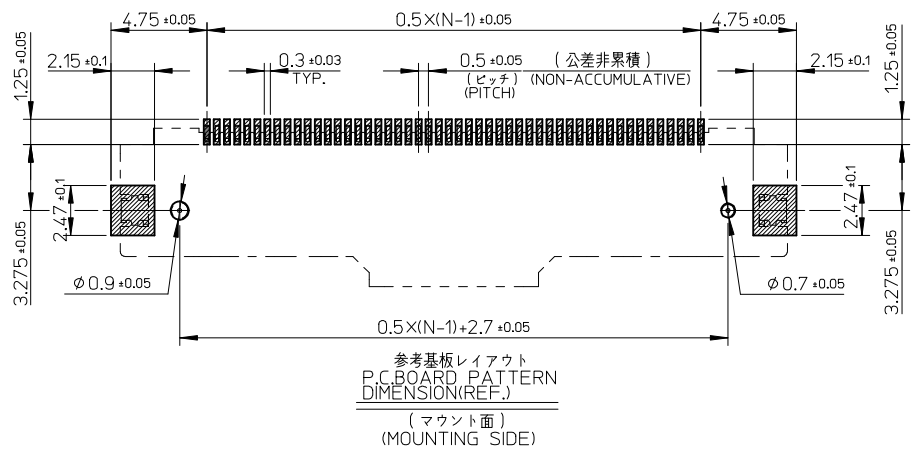 4.75 ±0.05
0.5×(N-1) ±0.05
4.75 ±0.05
2.15 ±0.1
0.3 ±0.03
TYP.
0.5 ±0.05
(ピッチ)
(PITCH)
(公差非累積)
(NON-ACCUMULATIVE)
2.15 ±0.1
1.25 ±0.05
1.25 ±0.05
2.47 ±0.1
2.47 ±0.1
3.275 ±0.05
3.275 ±0.05
⌀0.9 ±0.05
⌀0.7 ±0.05
0.5×(N-1)+2.7 ±0.05
参考基板レイアウト
P.C.BOARD PATTERN
DIMENSION(REF.)
(マウント面)
(MOUNTING SIDE)